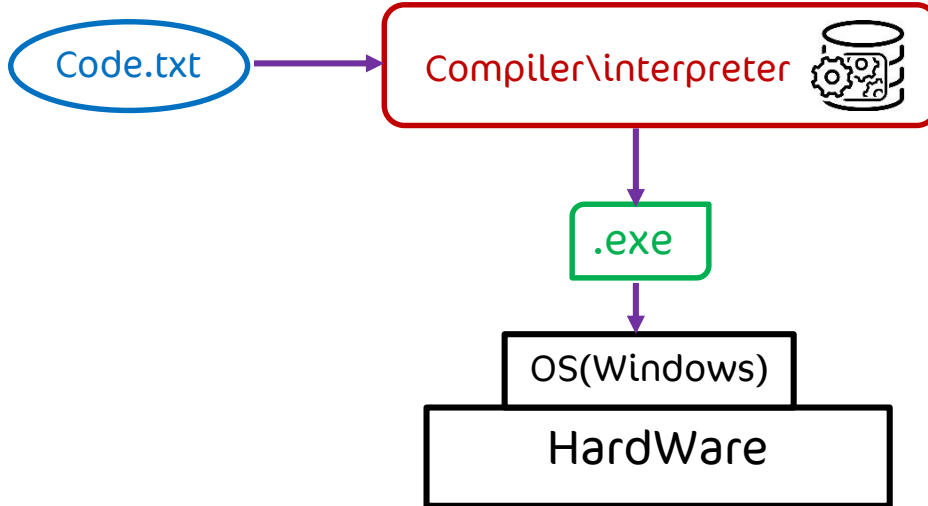 Code.txt
Compiler\interpreter
.exe
OS(Windows)
HardWare